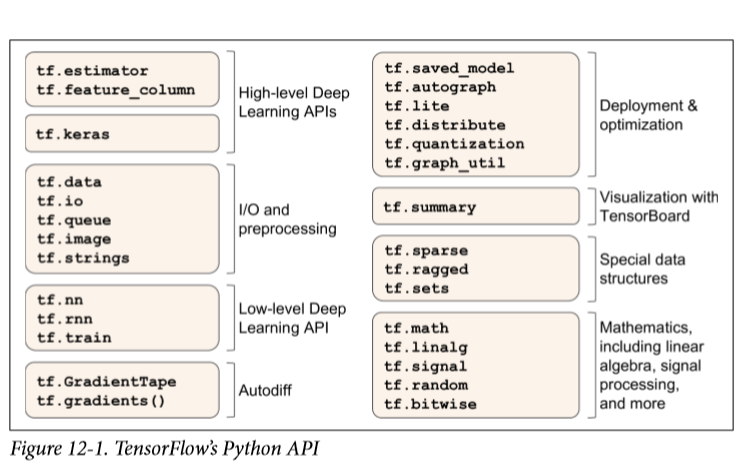 tf.estimator
tf.feature_column
tf.keras
High-level Deep
Learning APIs
tf.data
tf.io
tf.queue
tf.image
tf.strings
I/O and
preprocessing
tf.nn
tf.rnn
tf.train
Low-level Deep
Learning API
tf.GradientTape
tf.gradients()
Autodiff
tf.saved_model
tf.autograph
tf.lite
tf.distribute
tf.quantization
tf.graph_util
Deployment &
optimization
tf.summary
Visualization with
TensorBoard
tf.sparse
tf.ragged
tf.sets
Special data
structures
tf.math
tf.linalg
tf.signal
tf.random
tf.bitwise
Mathematics,
including linear
algebra, signal
processing,
and more
Figure 12-1. TensorFlow's Python API